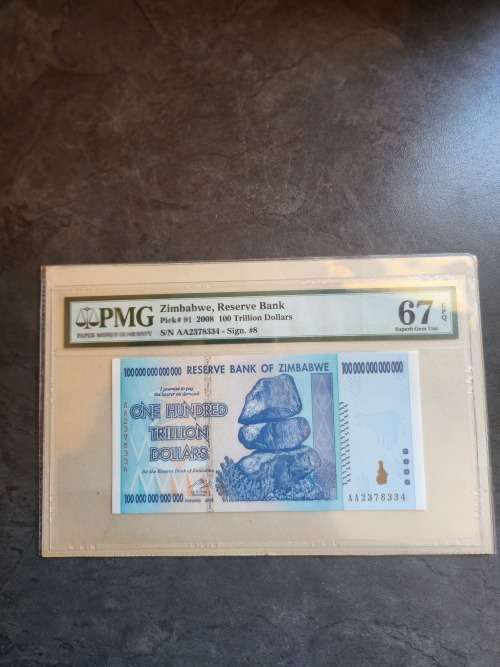 PMG
PAPER MONEY GUARANTY
Zimbabwe, Reserve Bank
Pick# 91 2008 100 Trillion Dollars
S/N AA2378334 - Sign. #8
67 EPQ
Superb Gem Unc
100 000 000 000 000 RESERVE BANK OF ZIMBABWE 100 000 000 000 000
I promise to pay
the bearer on demand
ONE HUNDRED
TRILLION
DOLLARS
for the Reserve Bank of Zimbabwe
AA2378334
100 000 000 000 000
AA2378334